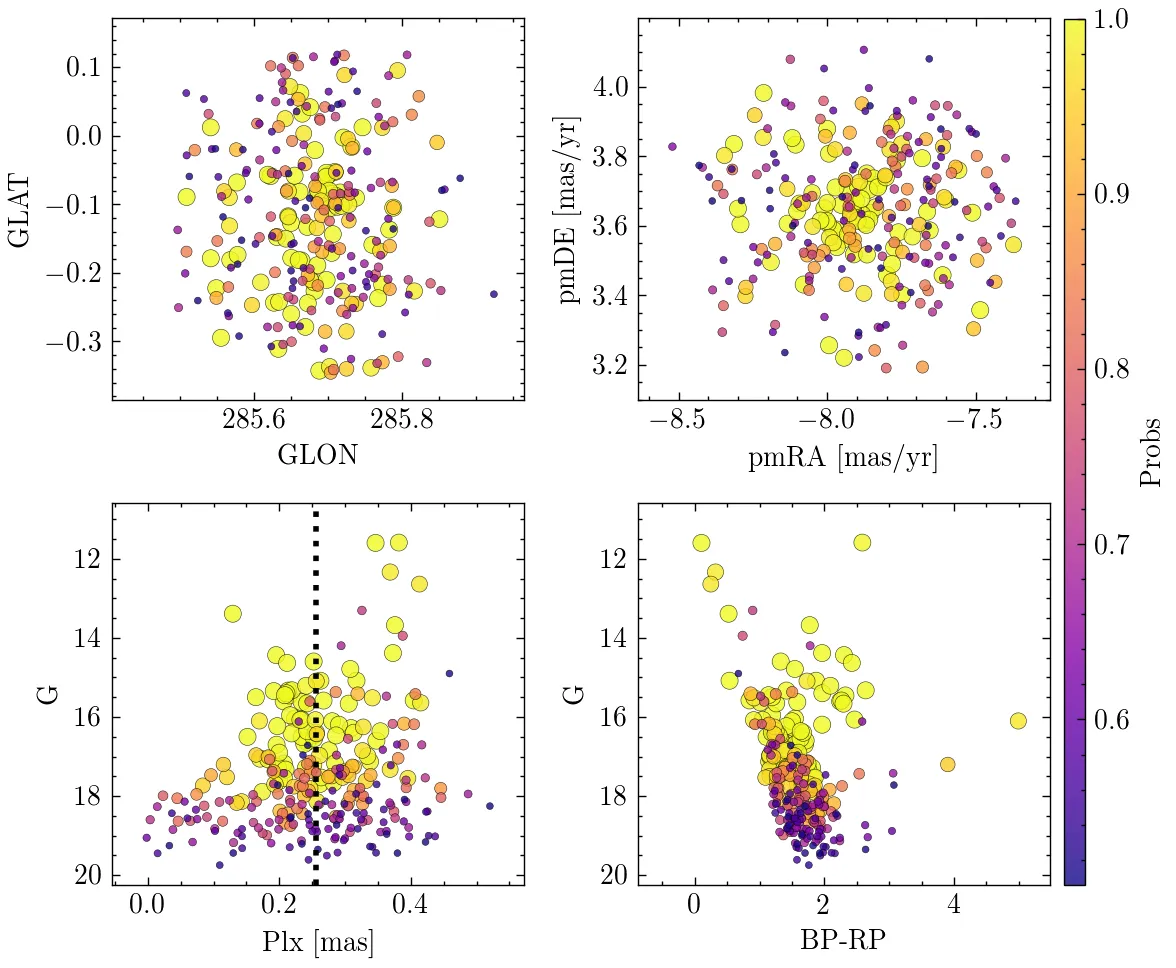 0.1
0.0
−0.1
−0.2
−0.3
GLAT
285.6 285.8
GLON
4.0
3.8
3.6
3.4
3.2
pmDE [mas/yr]
−8.5 −8.0 −7.5
pmRA [mas/yr]
12
14
16
18
20
G
0.0 0.2 0.4
Plx [mas]
12
14
16
18
20
G
0 2 4
BP-RP
1.0
0.9
0.8
0.7
0.6
Probs